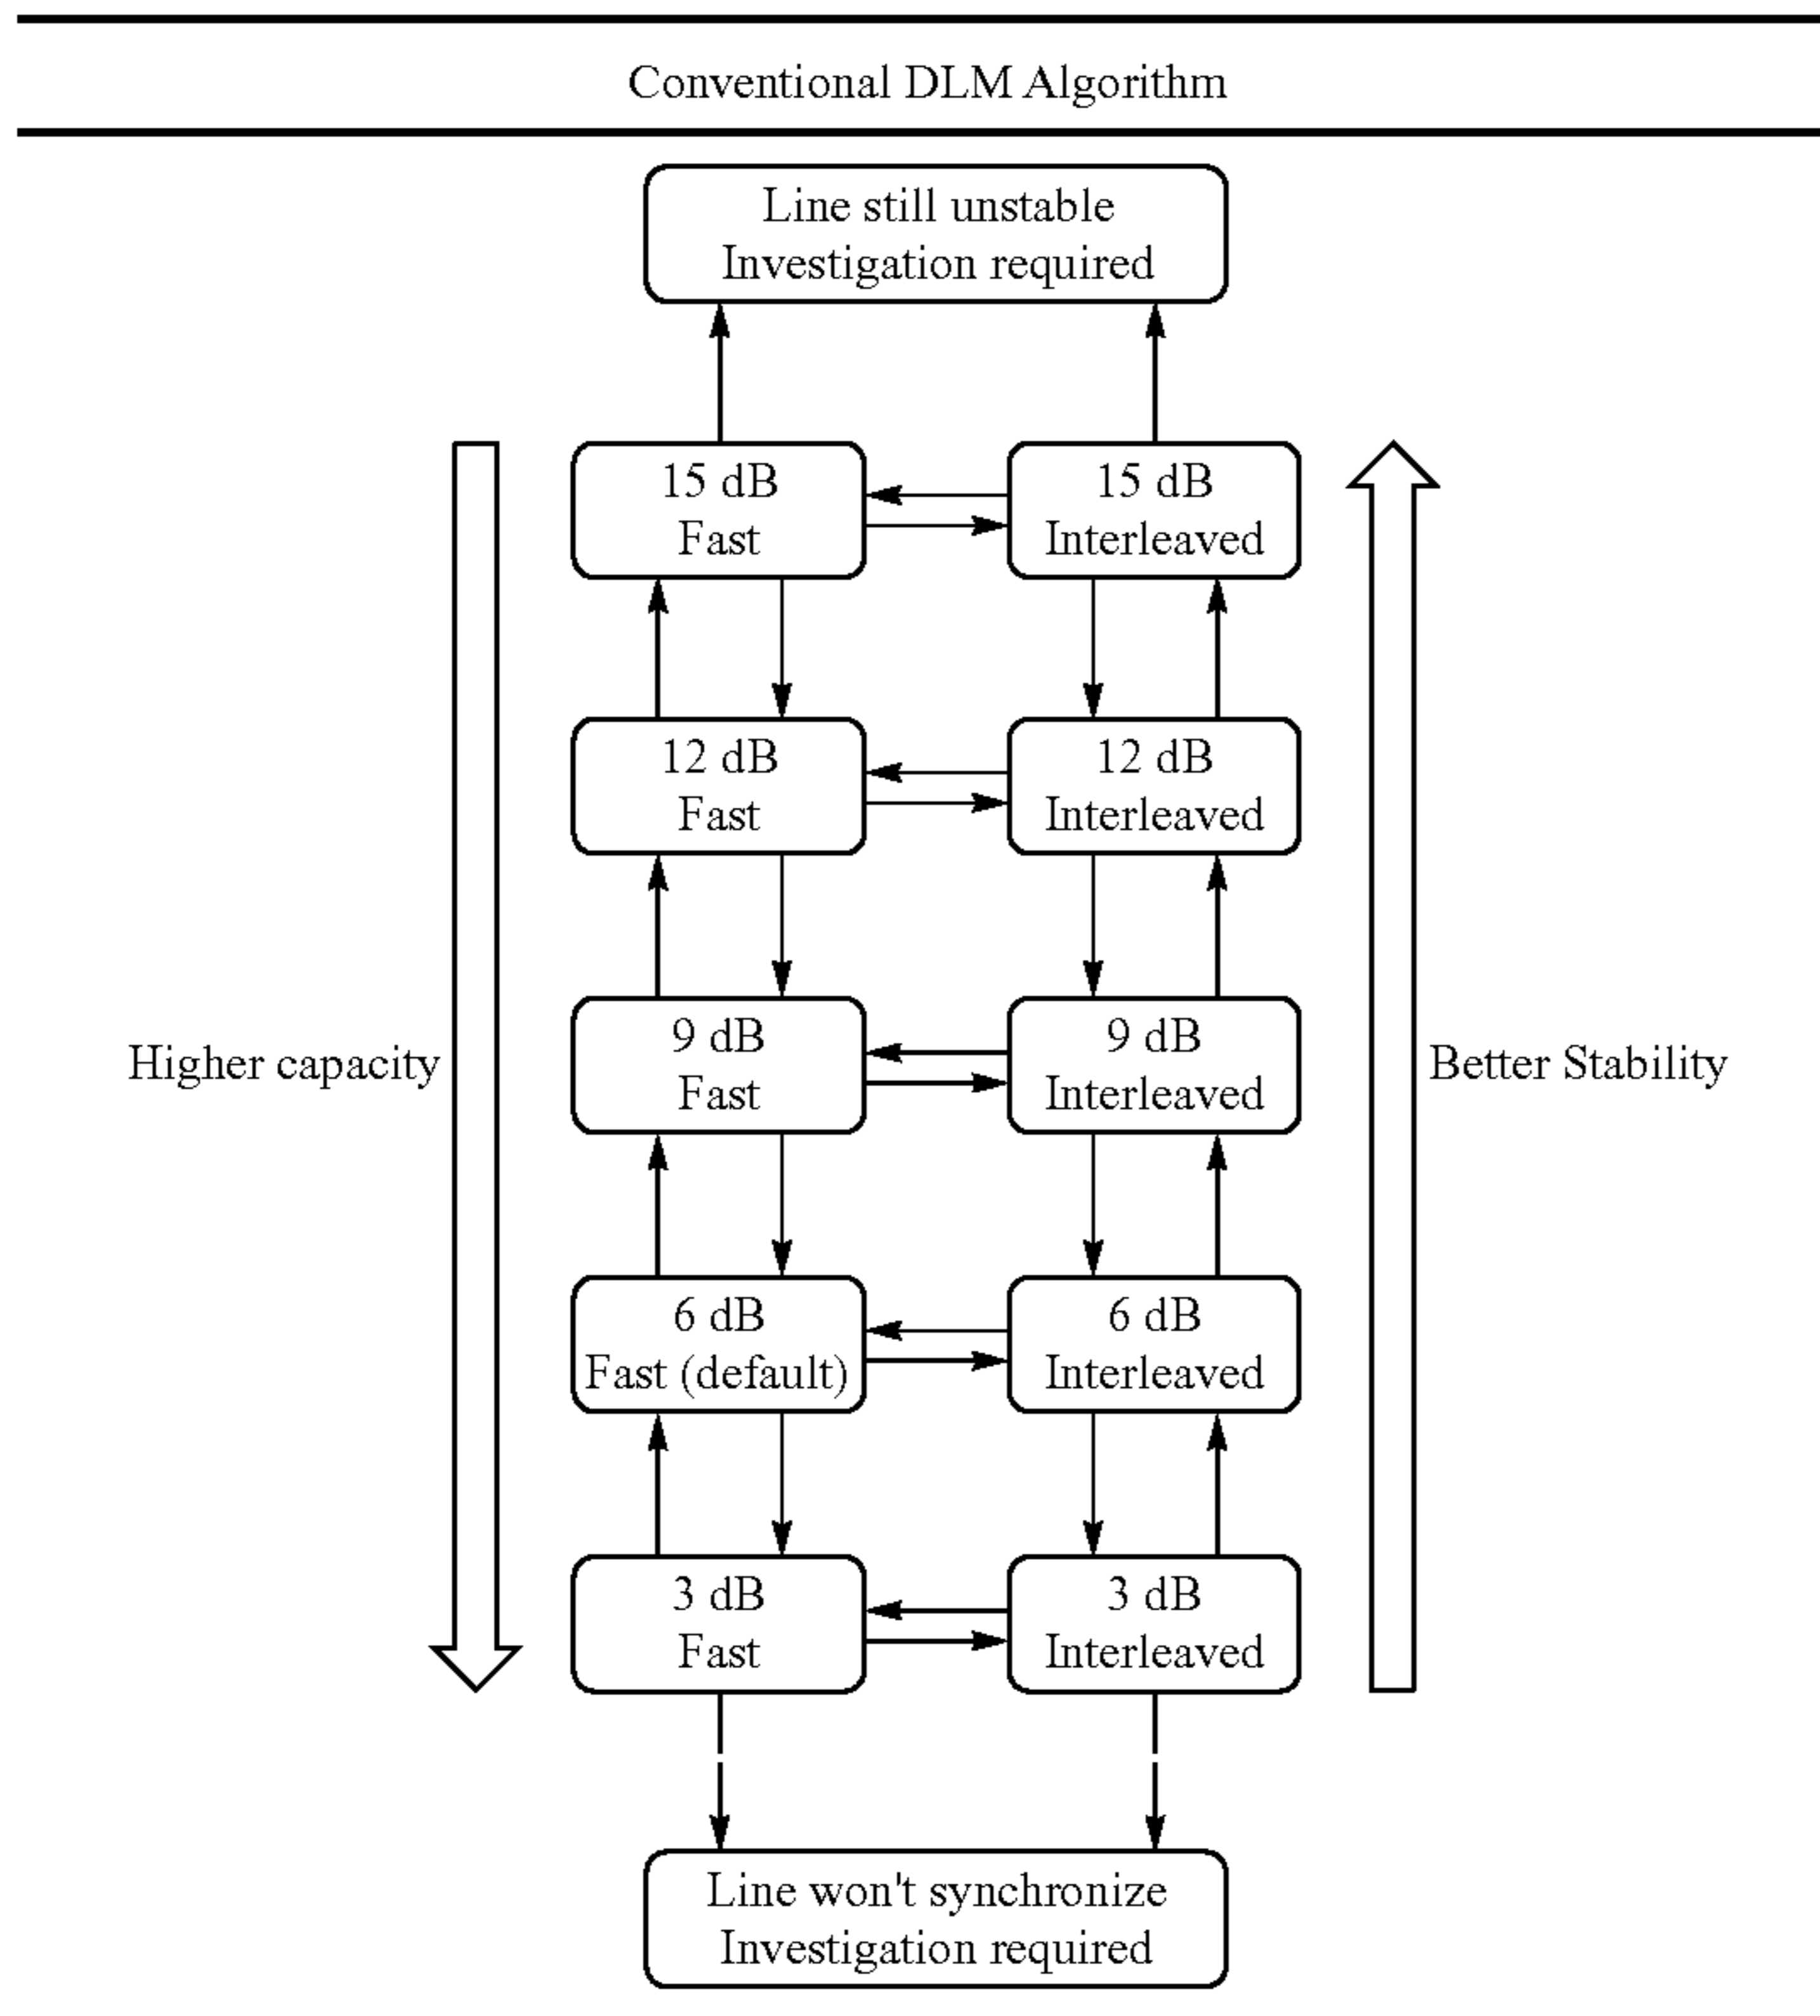 Conventional DLM Algorithm
Line still unstable
Investigation required
15 dB
Fast
15 dB
Interleaved
12 dB
Fast
12 dB
Interleaved
Higher capacity
9 dB
Fast
9 dB
Interleaved
Better Stability
6 dB
Fast (default)
6 dB
Interleaved
3 dB
Fast
3 dB
Interleaved
Line won't synchronize
Investigation required